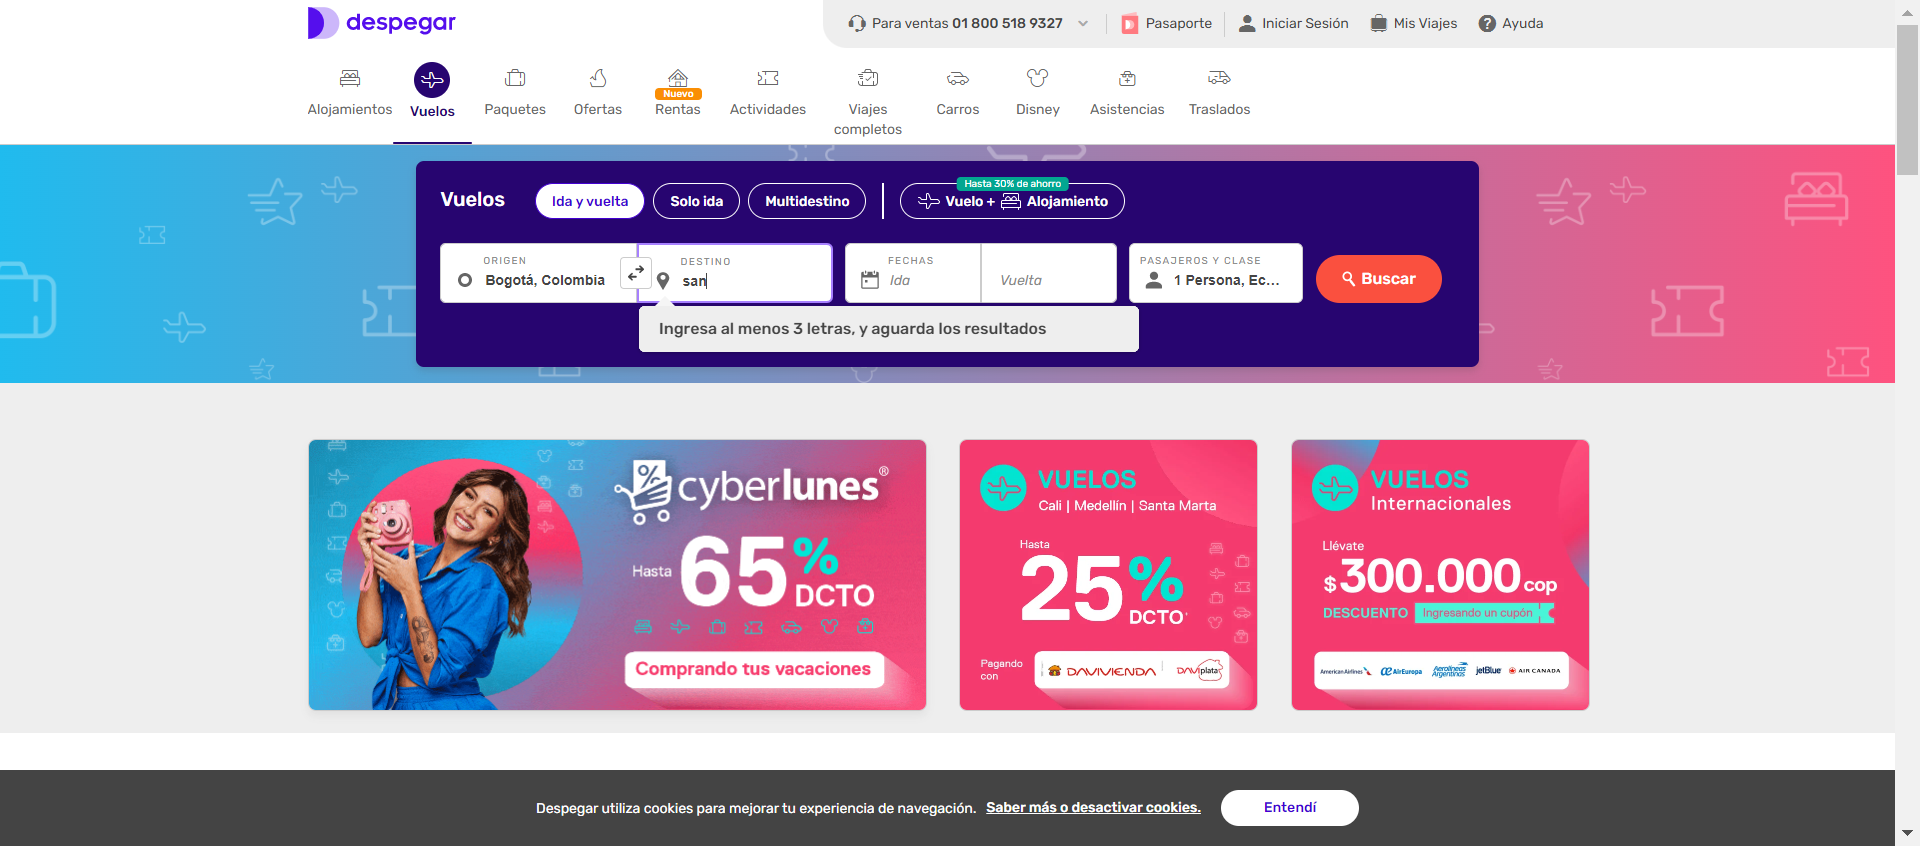 despegar
Para ventas 01 800 518 9327
Pasaporte
Iniciar Sesión
Mis Viajes
Ayuda
Alojamientos
Vuelos
Paquetes
Ofertas
Nuevo
Rentas
Actividades
Viajes
completos
Carros
Disney
Asistencias
Traslados
Vuelos
Ida y vuelta
Solo ida
Multidestino
Hasta 30% de ahorro
Vuelo + Alojamiento
ORIGEN
Bogotá, Colombia
DESTINO
san
FECHAS
Ida
Vuelta
PASAJEROS Y CLASE
1 Persona, Ec...
Buscar
Ingresa al menos 3 letras, y aguarda los resultados
cyberlunes®
Hasta 65% DCTO
Comprando tus vacaciones
VUELOS
Cali | Medellín | Santa Marta
Hasta
25% DCTO*
Pagando
con
DAVIVIENDA
DAVIplata
VUELOS
Internacionales
Llévate
$300.000 cop
DESCUENTO Ingresando un cupón
American Airlines
AirEuropa
Aerolíneas
Argentinas
jetBlue
AIR CANADA
Despegar utiliza cookies para mejorar tu experiencia de navegación. Saber más o desactivar cookies.
Entendí